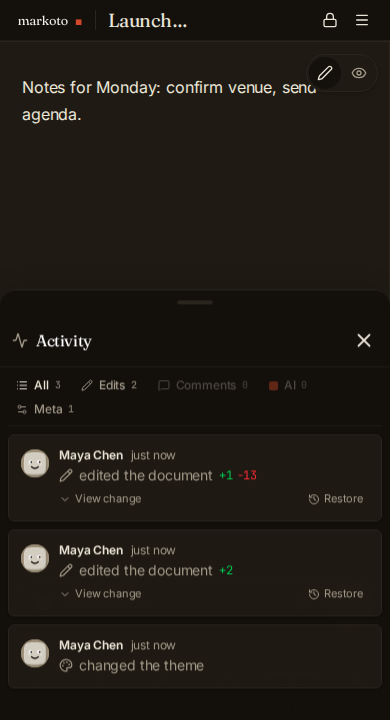 markoto
Launch...
Notes for Monday: confirm venue, send
agenda.
Activity
All 3 Edits 2 Comments 0 AI 0
Meta 1
Maya Chen just now
edited the document +1 -13
View change Restore
Maya Chen just now
edited the document +2
View change Restore
Maya Chen just now
changed the theme